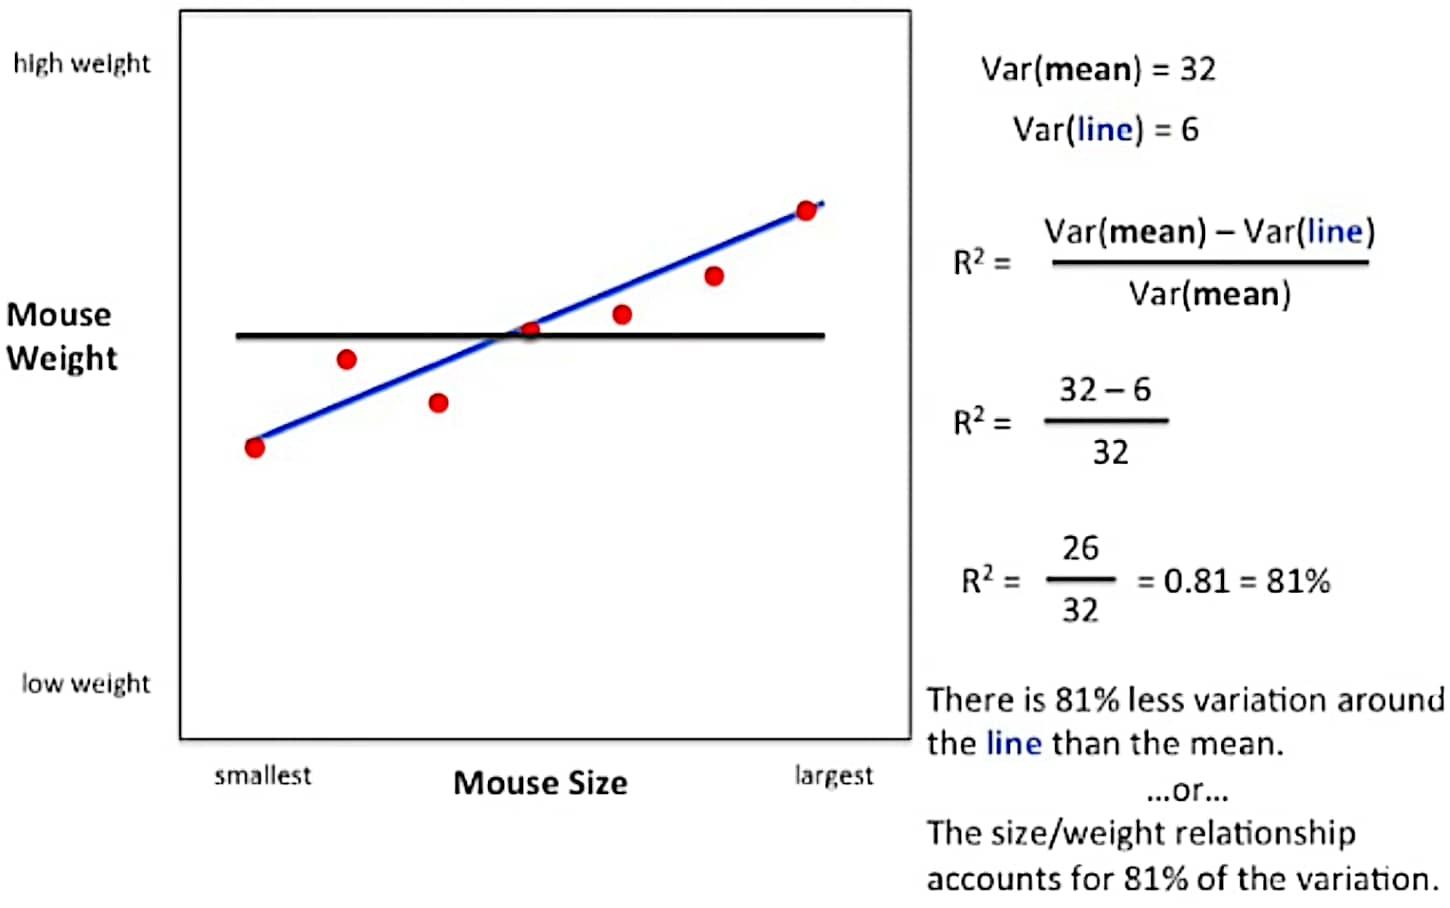 high weight
Mouse
Weight
low weight
smallest
Mouse Size
largest
Var(mean) = 32
Var(line) = 6
R² =
Var(mean) – Var(line)
Var(mean)
R² =
32 – 6
32
R² =
26
32
= 0.81 = 81%
There is 81% less variation around
the line than the mean.
...or...
The size/weight relationship
accounts for 81% of the variation.